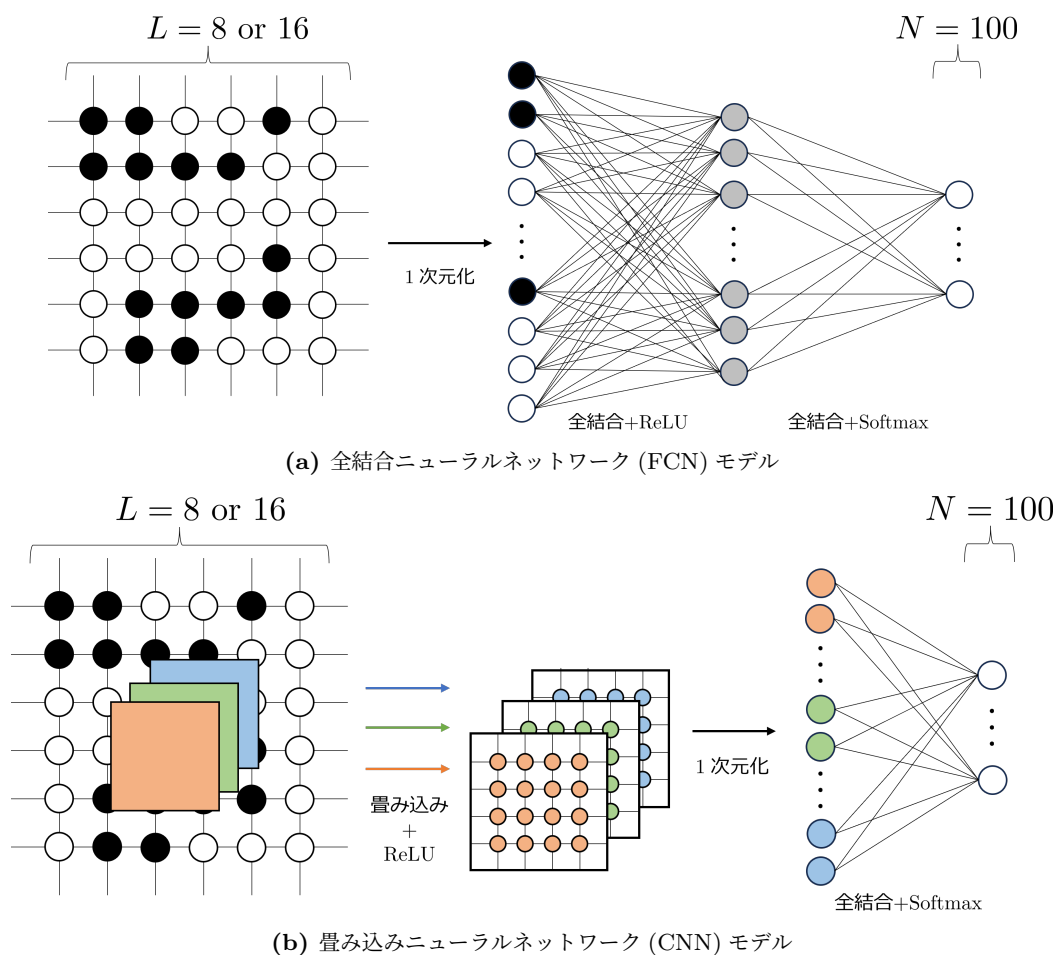 L = 8 or 16
N = 100
1 次元化
全結合+ReLU
全結合+Softmax
(a) 全結合ニューラルネットワーク (FCN) モデル
L = 8 or 16
N = 100
畳み込み
+
ReLU
1 次元化
全結合+Softmax
(b) 畳み込みニューラルネットワーク (CNN) モデル